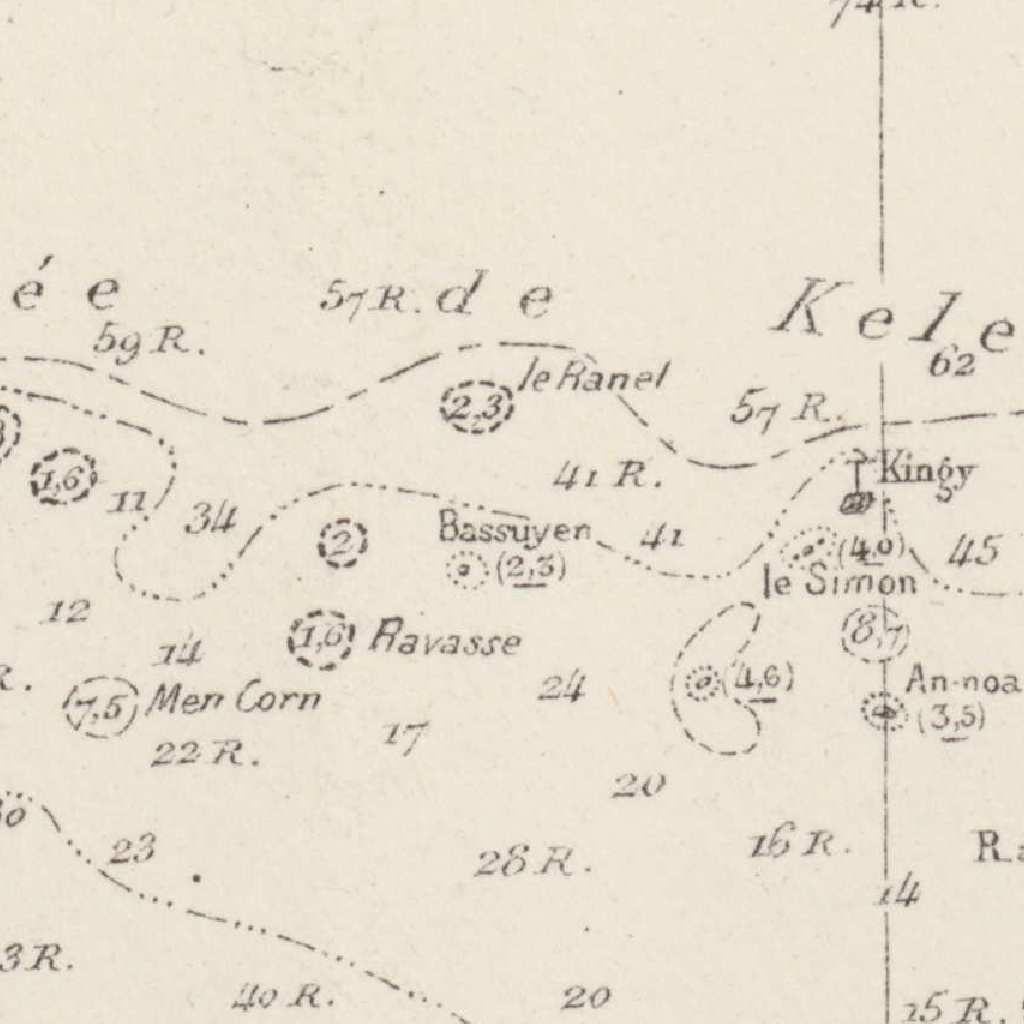 74 R.
é e
57 R.
d e
K e l e
59 R.
62
le Ranel
2,3
57 R.
1,6
11
34
41 R.
Kingy
2
Bassuyen
(2,3)
41
(4,0)
45
le Simon
12
14
1,6
Ravasse
8,7
7,5
Men Corn
24
(4,6)
An-noa
(3,5)
22 R.
17
20
23
28 R.
16 R.
14
3 R.
40 R.
20
15 R.